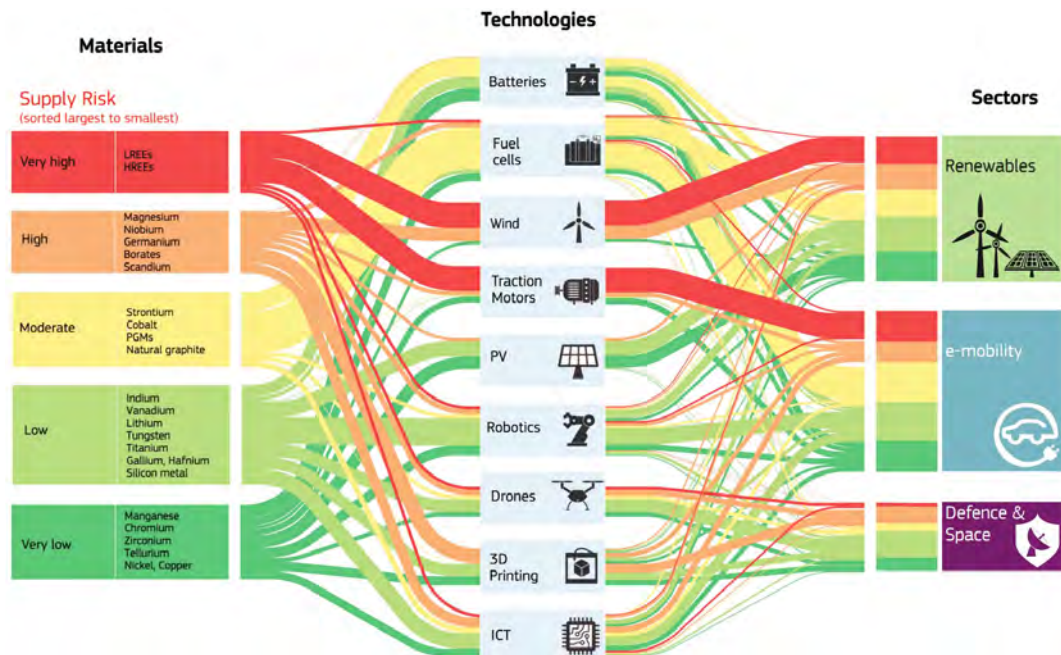 Materials
Technologies
Sectors
Supply Risk
(sorted largest to smallest)
Very high
LREEs
HREEs
High
Magnesium
Niobium
Germanium
Borates
Scandium
Moderate
Strontium
Cobalt
PGMs
Natural graphite
Low
Indium
Vanadium
Lithium
Tungsten
Titanium
Gallium, Hafnium
Silicon metal
Very low
Manganese
Chromium
Zirconium
Tellurium
Nickel, Copper
Batteries
Fuel
cells
Wind
Traction
Motors
PV
Robotics
Drones
3D
Printing
ICT
Renewables
e-mobility
Defence &
Space